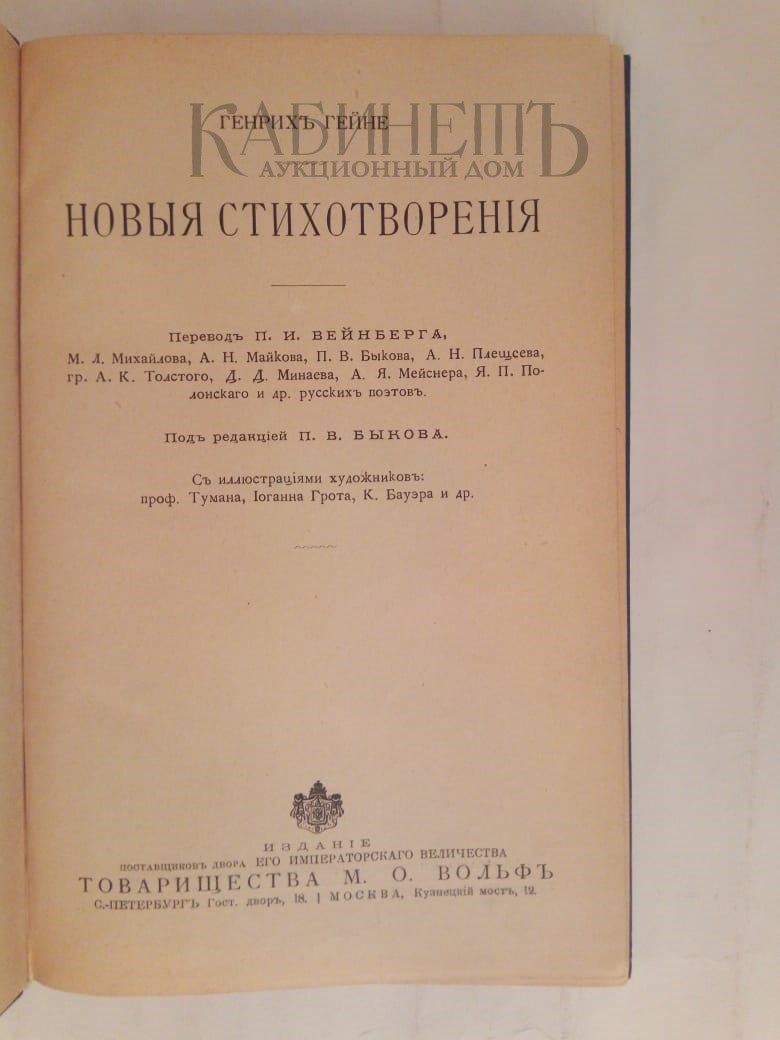 КАБИНЕТЪ
ГЕНРИХЪ ГЕЙНЕ
АУКЦИОННЫЙ ДОМ
НОВЫЯ СТИХОТВОРЕНІЯ
Переводъ П. И. ВЕЙНБЕРГА,
М. Л. Михайлова, А. Н. Майкова, П. В. Быкова, А. Н. Плещеева,
гр. А. К. Толстого, Д. Д. Минаева, А. Я. Мейснера, Я. П. По-
лонскаго и др. русскихъ поэтовъ.
Подъ редакціей П. В. БЫКОВА.
Съ иллюстраціями художниковъ:
проф. Тумана, Іоганна Грота, К. Бауэра и др.
ИЗДАНІЕ
ПОСТАВЩИКОВЪ ДВОРА ЕГО ИМПЕРАТОРСКАГО ВЕЛИЧЕСТВА
ТОВАРИЩЕСТВА М. О. ВОЛЬФЪ
С.-ПЕТЕРБУРГЪ Гост. дворъ, 18. | МОСКВА, Кузнецкій мостъ, 12.